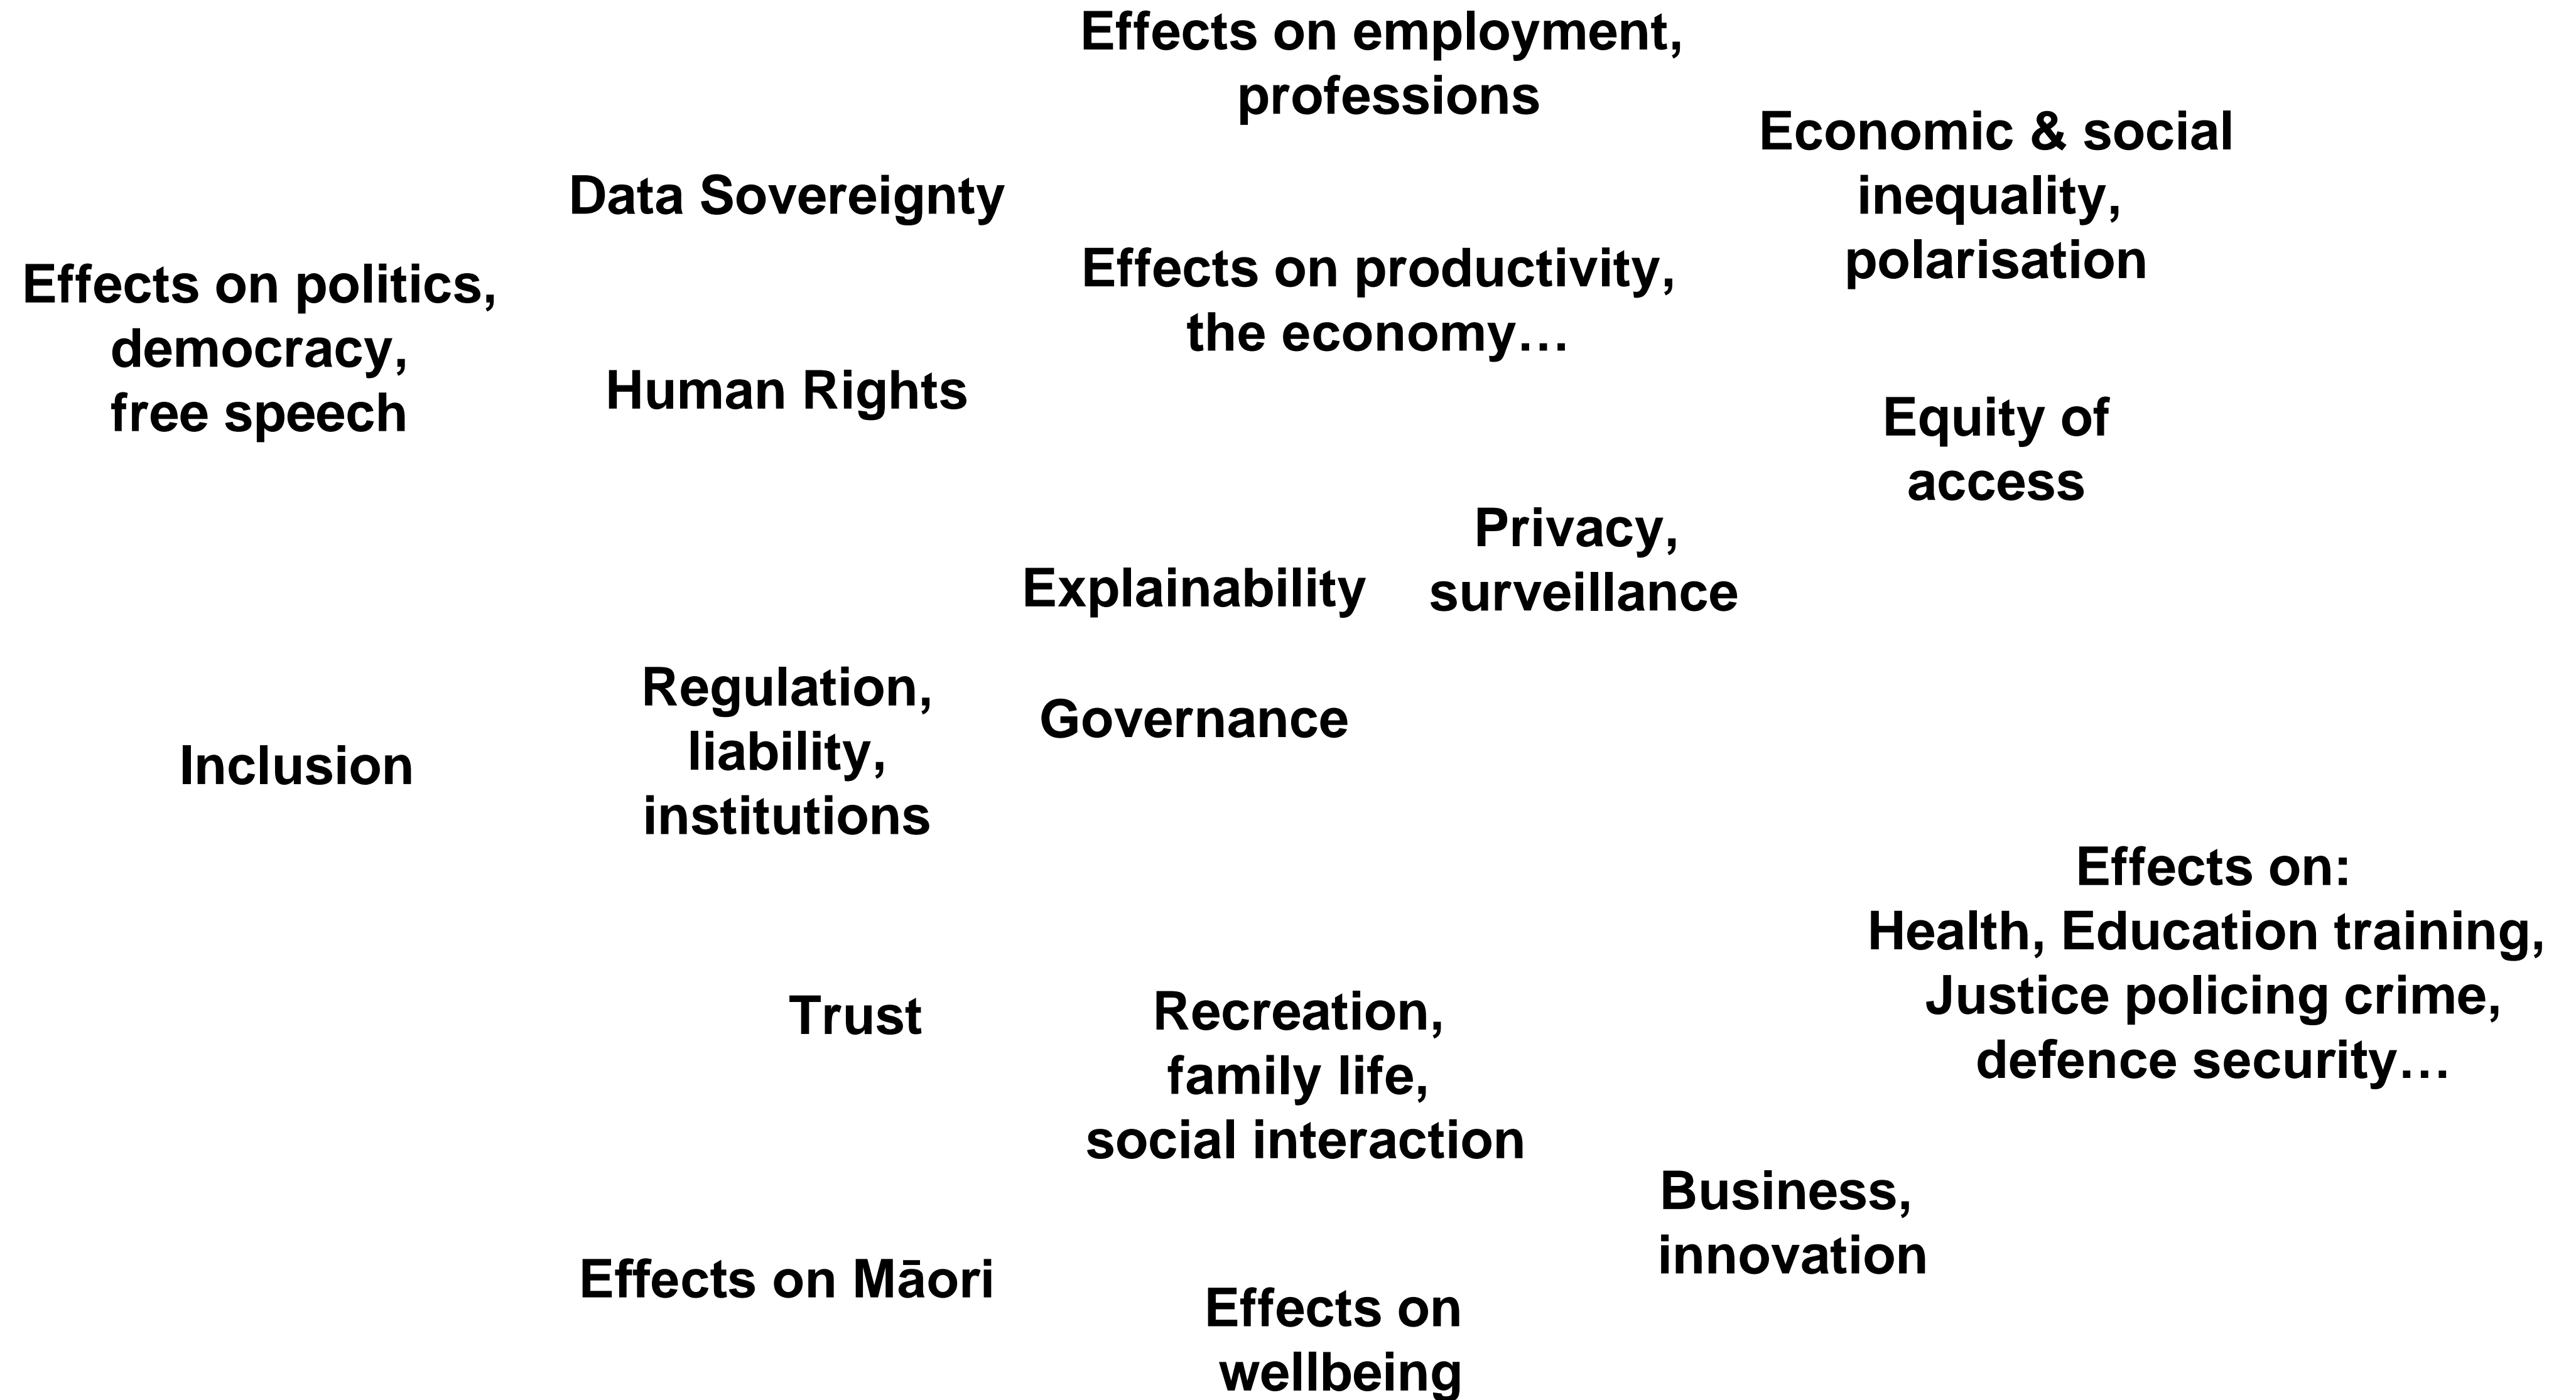 Effects on employment,
professions
Economic & social
inequality,
polarisation
Data Sovereignty
Effects on productivity,
the economy…
Effects on politics,
democracy,
free speech
Human Rights
Equity of
access
Privacy,
surveillance
Explainability
Regulation,
liability,
institutions
Governance
Inclusion
Effects on:
Health, Education training,
Justice policing crime,
defence security…
Trust
Recreation,
family life,
social interaction
Business,
innovation
Effects on Māori
Effects on
wellbeing